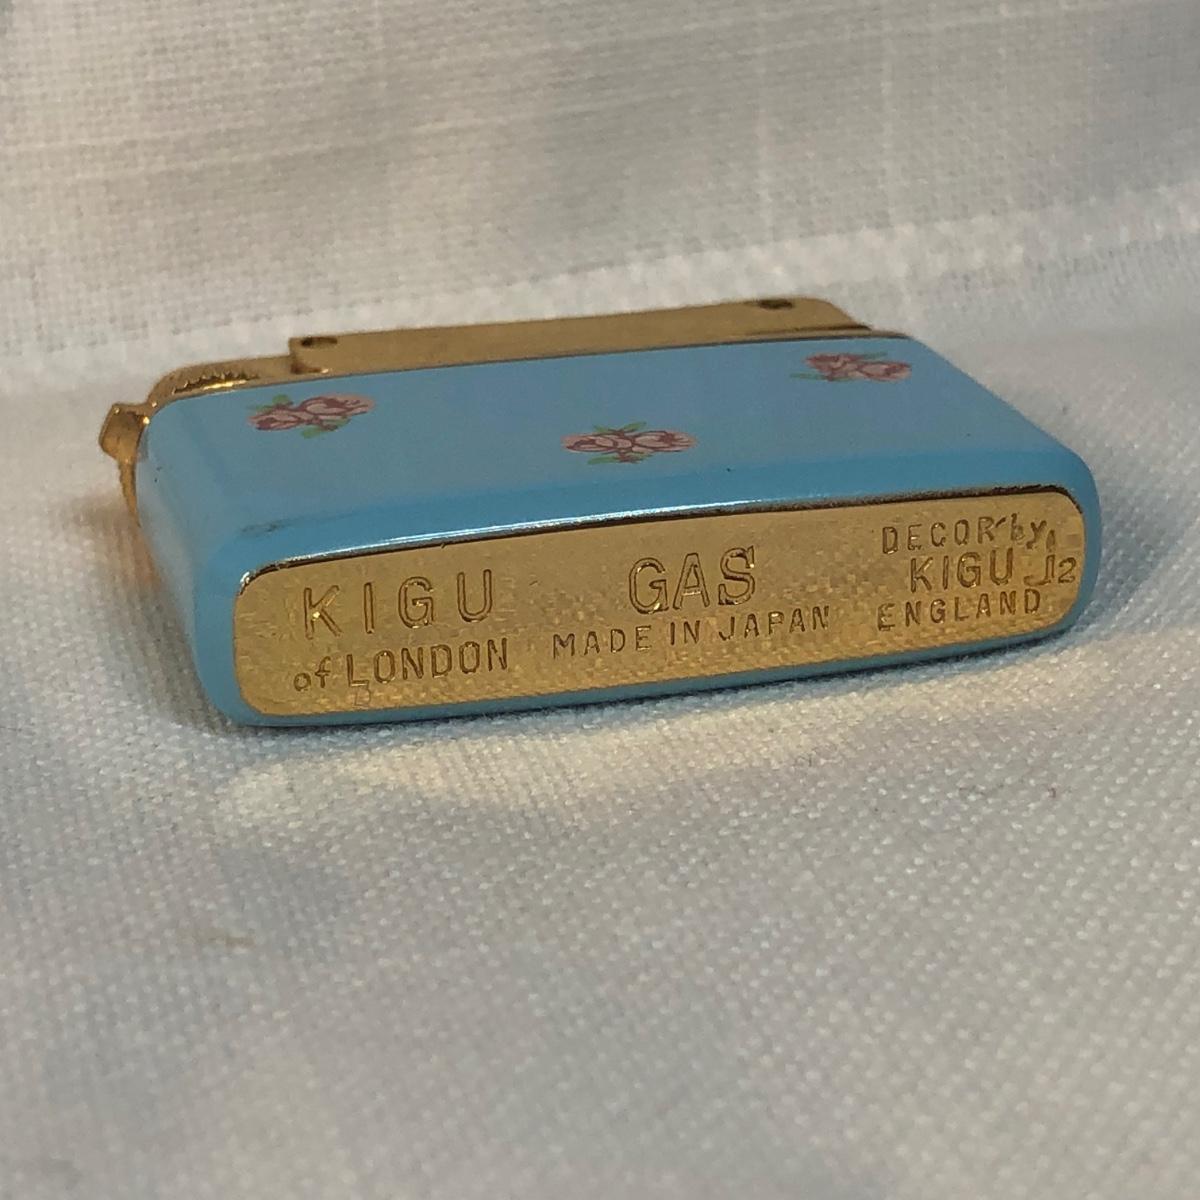 KIGU
of LONDON
GAS
MADE IN JAPAN
DECOR by
KIGU J2
ENGLAND